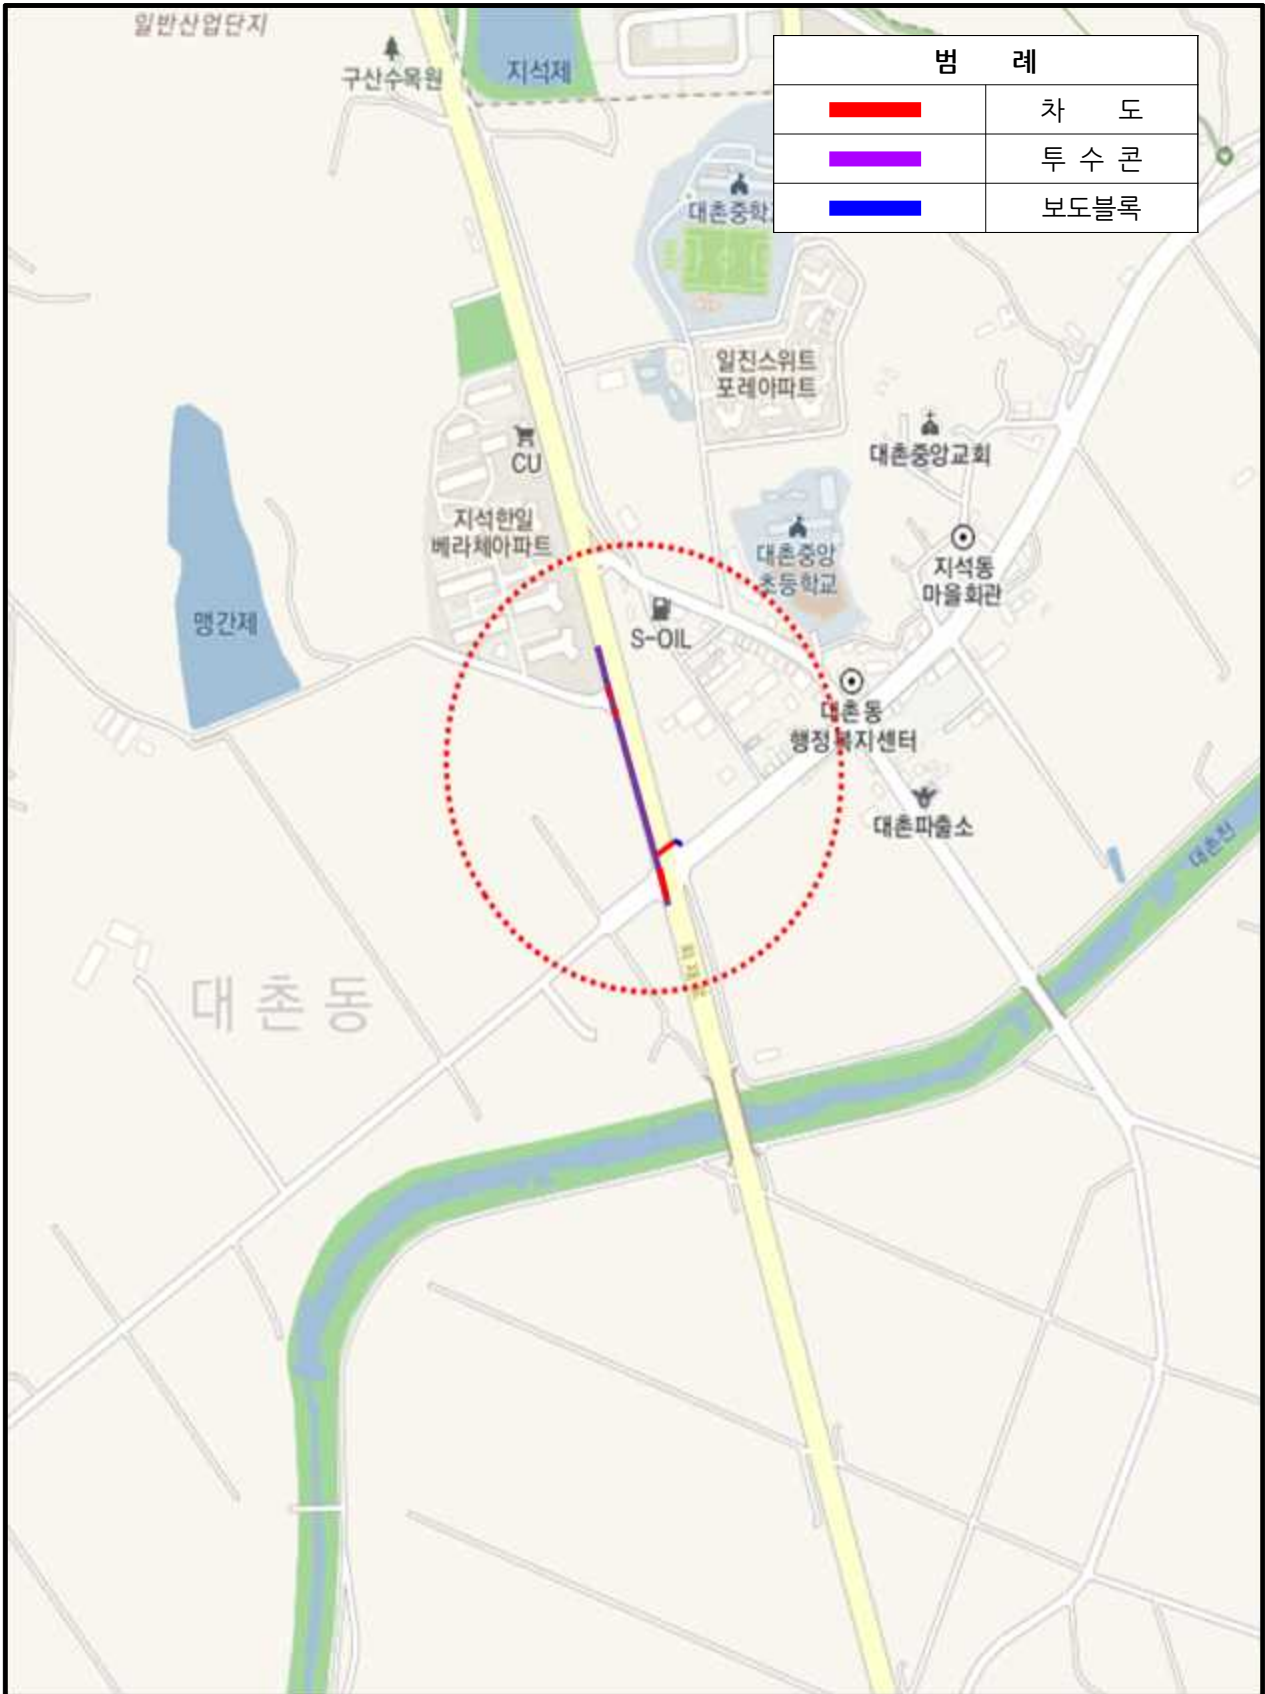 일반산업단지
구산수목원
지석제
범 례
차 도
투 수 콘
보도블록
대촌중학
일진스위트
포레아파트
CU
대촌중앙교회
지석한일
베라체아파트
대촌중앙
초등학교
지석동
마을회관
맹간제
S-OIL
대촌동
행정복지센터
대촌파출소
대촌천
대촌동